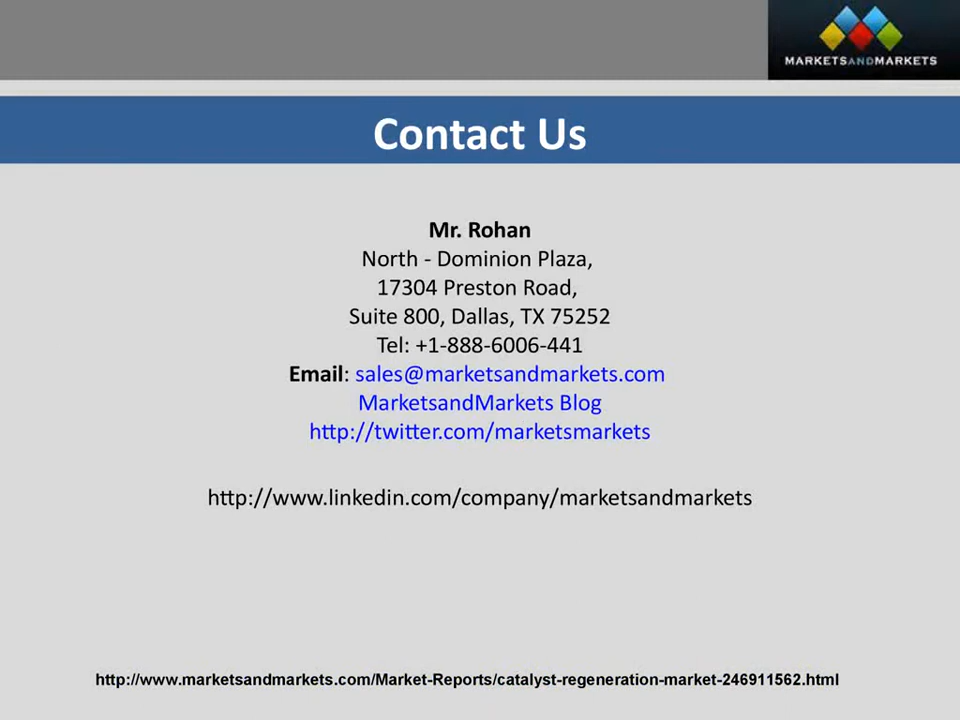 MARKETSANDMARKETS
Contact Us
Mr. Rohan
North - Dominion Plaza,
17304 Preston Road,
Suite 800, Dallas, TX 75252
Tel: +1-888-6006-441
Email: sales@marketsandmarkets.com
MarketsandMarkets Blog
http://twitter.com/marketsmarkets
http://www.linkedin.com/company/marketsandmarkets
http://www.marketsandmarkets.com/Market-Reports/catalyst-regeneration-market-246911562.html